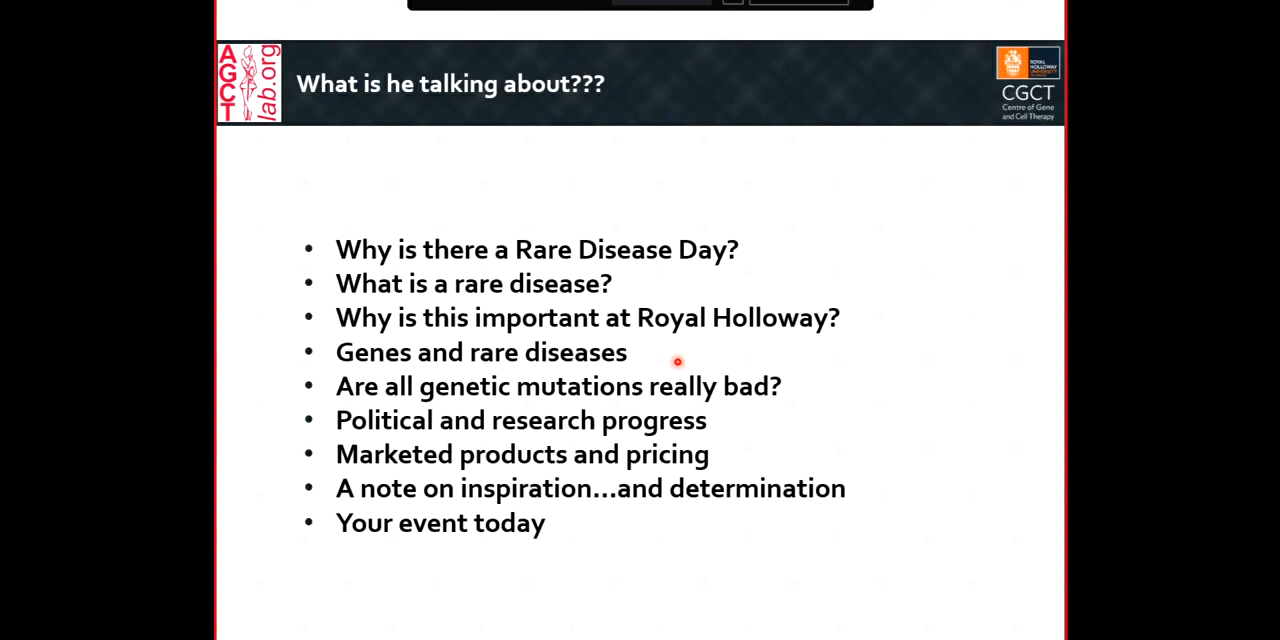 AGCT
lab.org
What is he talking about???
ROYAL
HOLLOWAY
UNIVERSITY
CGCT
Centre of Gene
and Cell Therapy
• Why is there a Rare Disease Day?
• What is a rare disease?
• Why is this important at Royal Holloway?
• Genes and rare diseases
• Are all genetic mutations really bad?
• Political and research progress
• Marketed products and pricing
• A note on inspiration...and determination
• Your event today